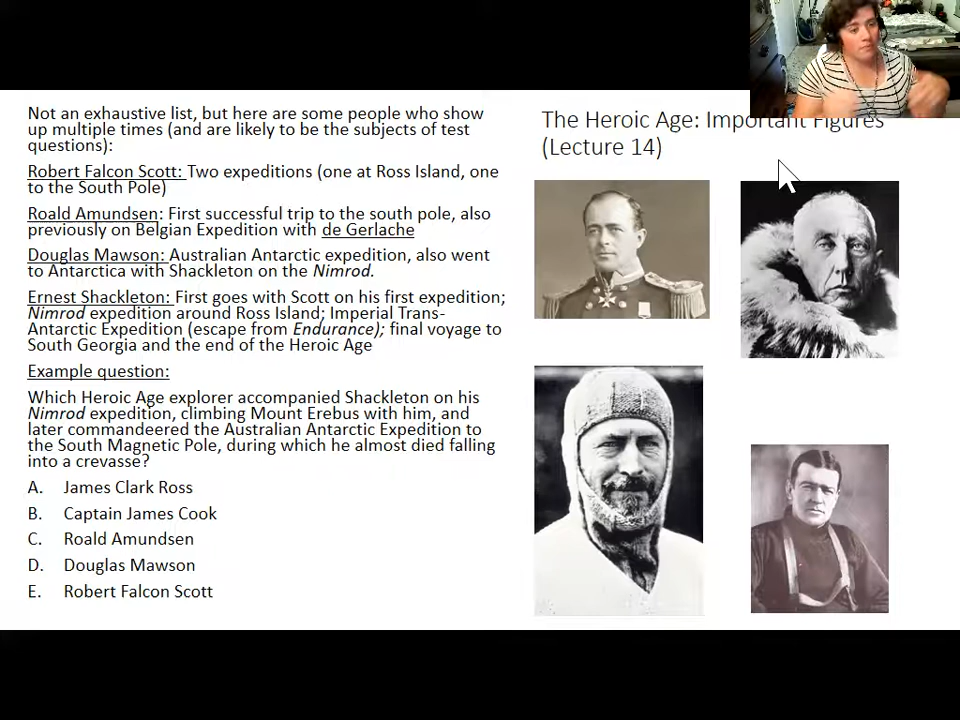 Not an exhaustive list, but here are some people who show
up multiple times (and are likely to be the subjects of test
questions):
Robert Falcon Scott: Two expeditions (one at Ross Island, one
to the South Pole)
Roald Amundsen: First successful trip to the south pole, also
previously on Belgian Expedition with de Gerlache
Douglas Mawson: Australian Antarctic expedition, also went
to Antarctica with Shackleton on the Nimrod.
Ernest Shackleton: First goes with Scott on his first expedition;
Nimrod expedition around Ross Island; Imperial Trans-
Antarctic Expedition (escape from Endurance); final voyage to
South Georgia and the end of the Heroic Age
Example question:
Which Heroic Age explorer accompanied Shackleton on his
Nimrod expedition, climbing Mount Erebus with him, and
later commandeered the Australian Antarctic Expedition to
the South Magnetic Pole, during which he almost died falling
into a crevasse?
A. James Clark Ross
B. Captain James Cook
C. Roald Amundsen
D. Douglas Mawson
E. Robert Falcon Scott
The Heroic Age: Important Figures
(Lecture 14)